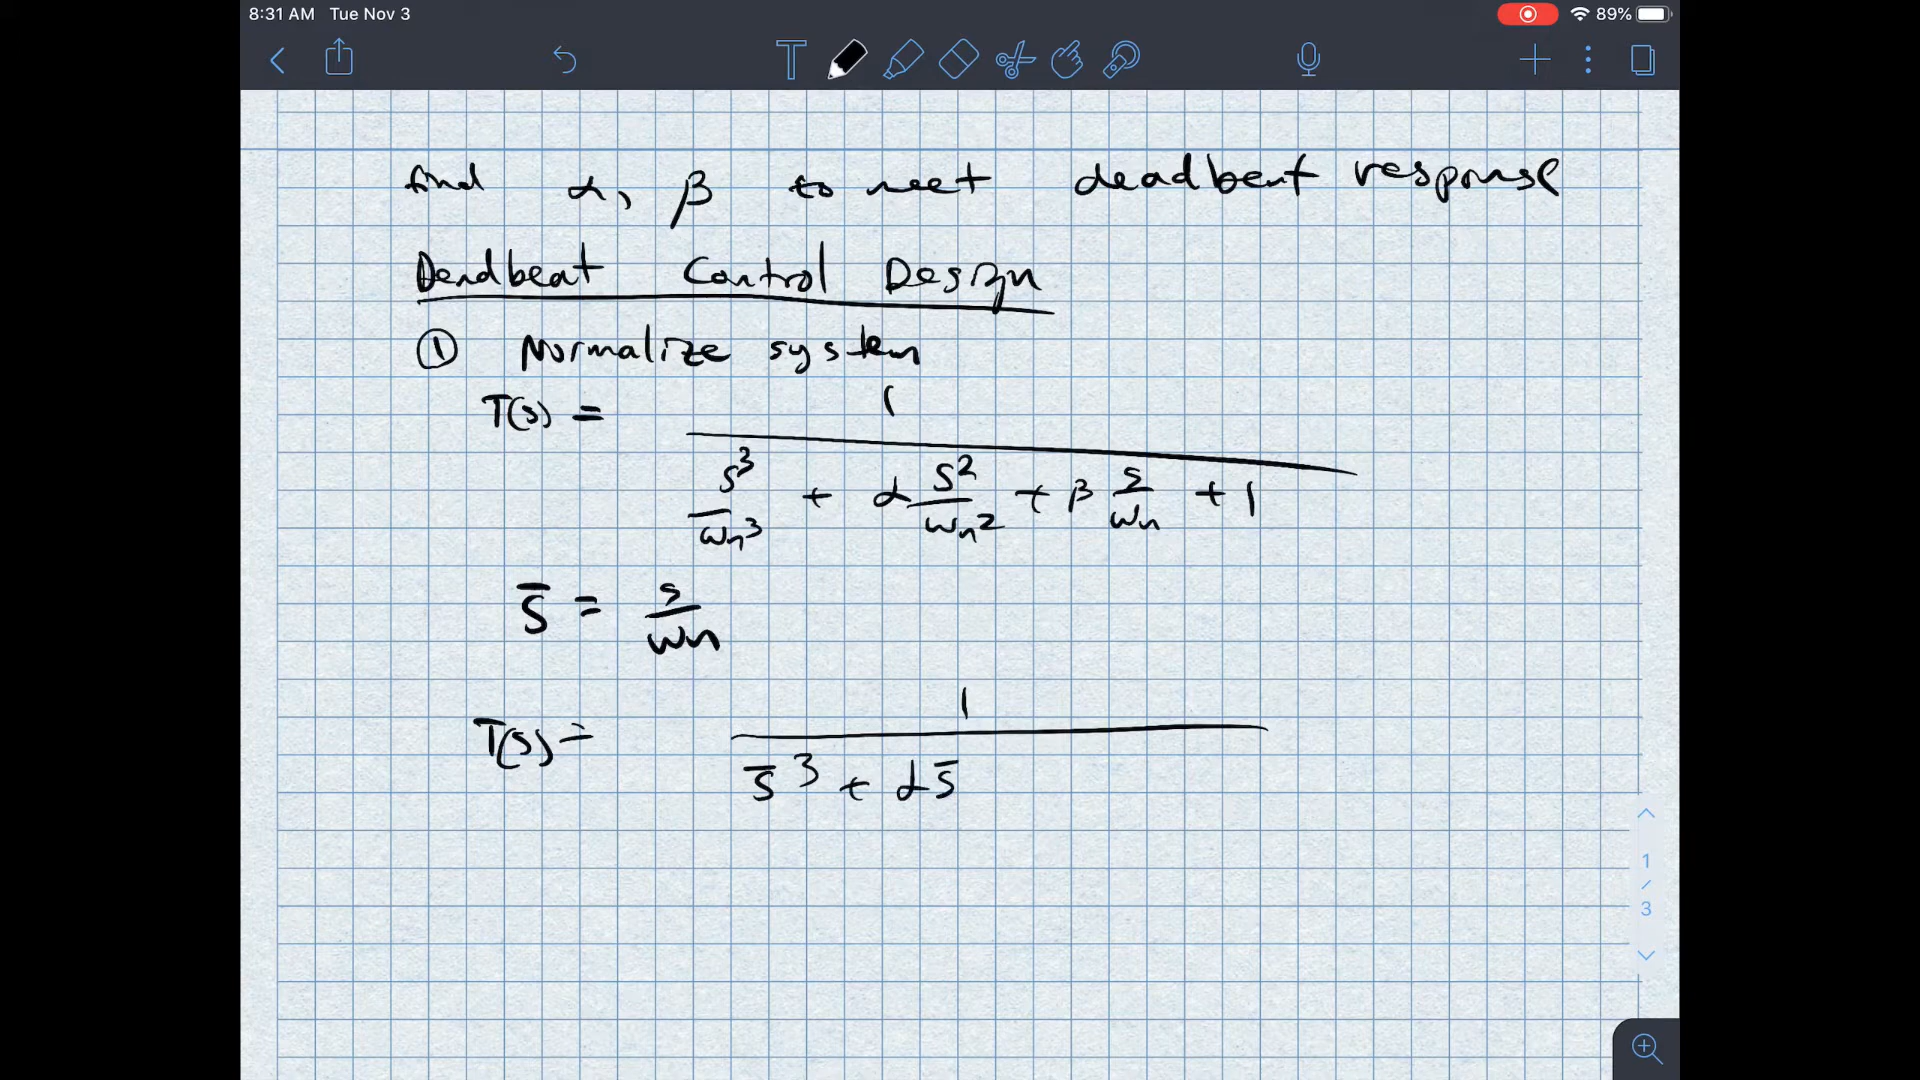 8:31 AM Tue Nov 3 89%
find α, β to meet deadbeat response
Deadbeat Control Design
① Normalize system
T(s) = 1 / (s³/ωn³ + α s²/ωn² + β s/ωn + 1)
s̅ = s/ωn
T(s) = 1 / (s̅³ + αs̅
1
/
3